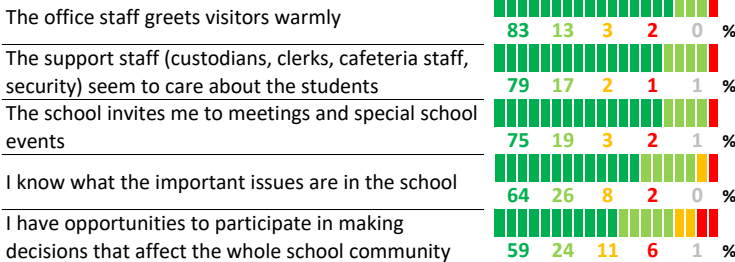 The office staff greets visitors warmly
83 13 3 2 0 %
The support staff (custodians, clerks, cafeteria staff,
security) seem to care about the students
79 17 2 1 1 %
The school invites me to meetings and special school
events
75 19 3 2 1 %
I know what the important issues are in the school
64 26 8 2 0 %
I have opportunities to participate in making
decisions that affect the whole school community
59 24 11 6 1 %